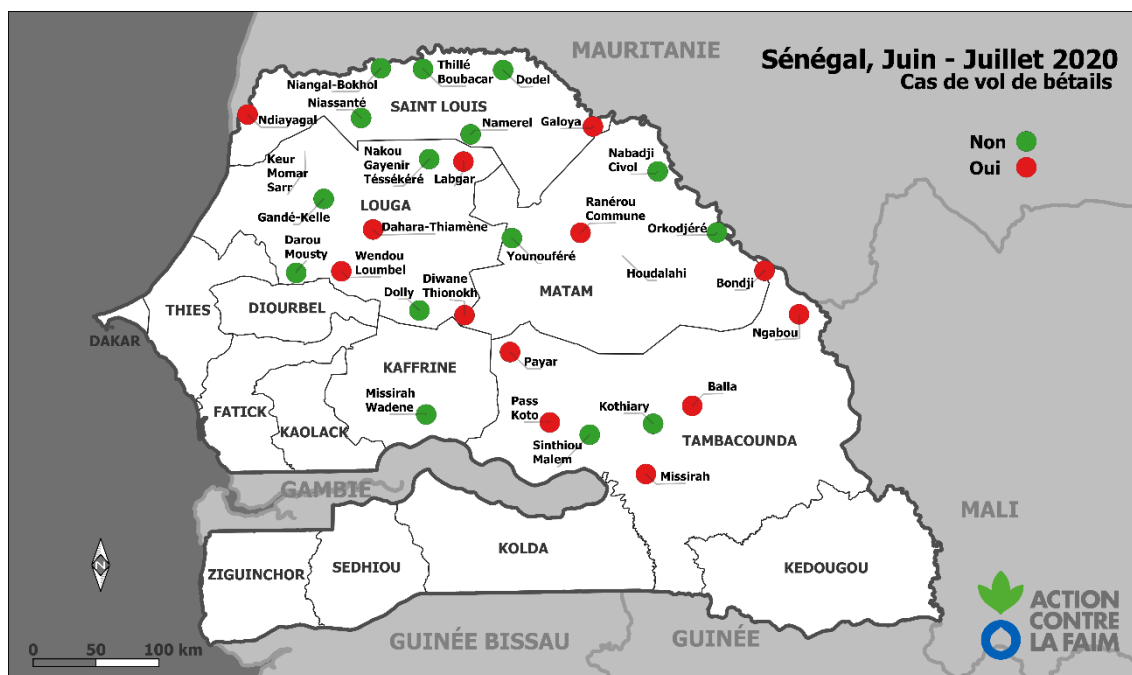 MAURITANIE
Sénégal, Juin - Juillet 2020
Cas de vol de bétails
Non
Oui
Niangal-Bokhol
Thillé
Boubacar
Dodel
Niassanté
SAINT LOUIS
Ndiayagal
Namerel
Galoya
Keur
Momar
Sarr
Nakou
Gayenir
Téssékéré
Labgar
Nabadji
Civol
LOUGA
Gandé-Kelle
Ranérou
Commune
Dahara-Thiamène
Orkodjéré
Younouféré
Darou
Mousty
Wendou
Loumbel
Houdalahi
Diwane
Thionokh
Dolly
Bondji
MATAM
THIES
DIOURBEL
Ngabou
DAKAR
Payar
KAFFRINE
Missirah
Wadene
Balla
Pass
Koto
Kothiary
FATICK
KAOLACK
Sinthiou
Malem
TAMBACOUNDA
Missirah
GAMBIE
MALI
KOLDA
ZIGUINCHOR
SEDHIOU
KEDOUGOU
N
GUINÉE BISSAU
GUINÉE
ACTION
CONTRE
LA FAIM
0 50 100 km